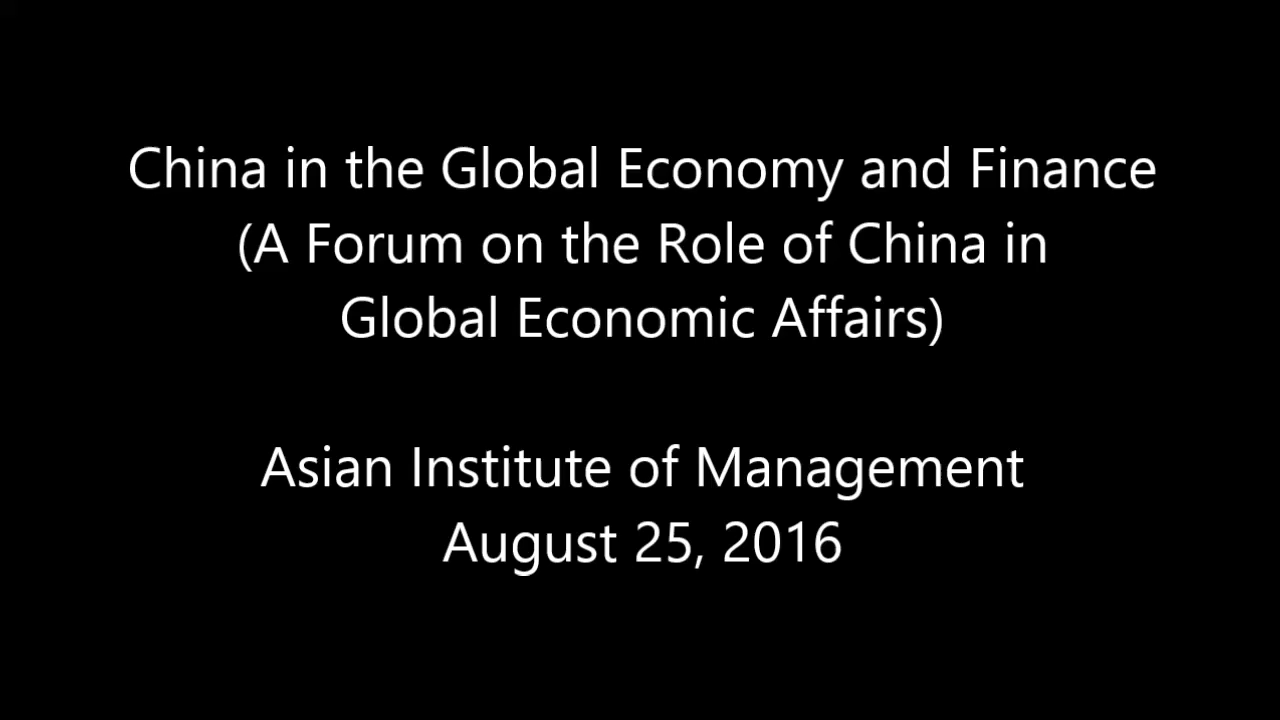 China in the Global Economy and Finance
(A Forum on the Role of China in
Global Economic Affairs)
Asian Institute of Management
August 25, 2016